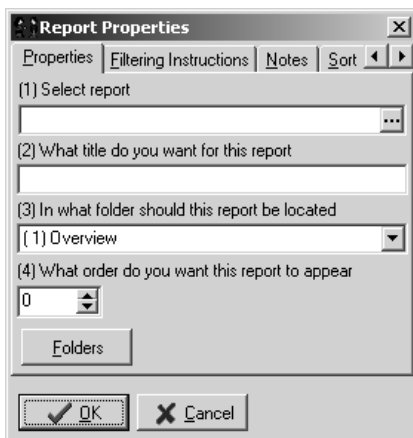 Report Properties
Properties Filtering Instructions Notes Sort
(1) Select report
...
(2) What title do you want for this report
(3) In what folder should this report be located
( 1) Overview
(4) What order do you want this report to appear
0
Folders
OK Cancel